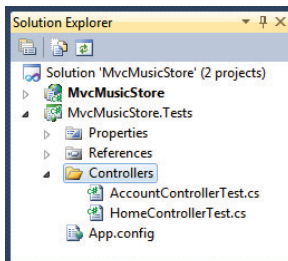 Solution Explorer
Solution 'MvcMusicStore' (2 projects)
MvcMusicStore
MvcMusicStore.Tests
Properties
References
Controllers
AccountControllerTest.cs
HomeControllerTest.cs
App.config